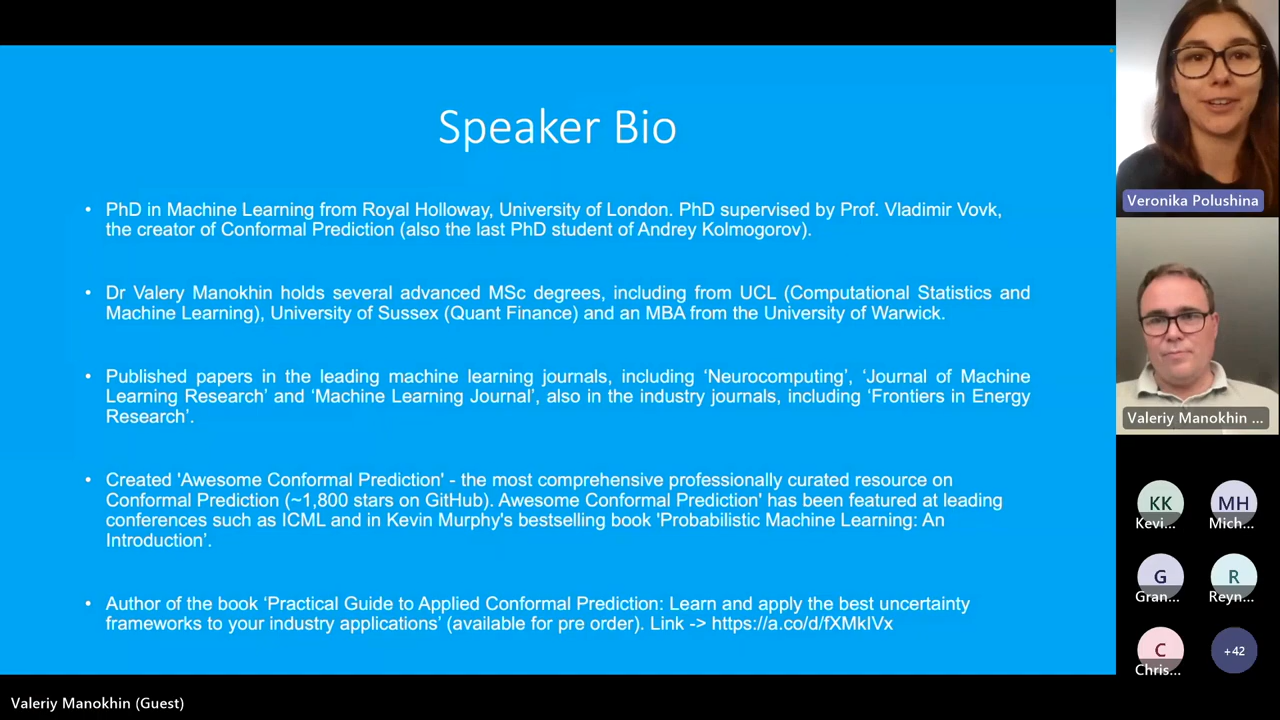 Speaker Bio
• PhD in Machine Learning from Royal Holloway, University of London. PhD supervised by Prof. Vladimir Vovk,
the creator of Conformal Prediction (also the last PhD student of Andrey Kolmogorov).
• Dr Valery Manokhin holds several advanced MSc degrees, including from UCL (Computational Statistics and
Machine Learning), University of Sussex (Quant Finance) and an MBA from the University of Warwick.
• Published papers in the leading machine learning journals, including ‘Neurocomputing’, ‘Journal of Machine
Learning Research’ and ‘Machine Learning Journal’, also in the industry journals, including ‘Frontiers in Energy
Research’.
• Created 'Awesome Conformal Prediction' - the most comprehensive professionally curated resource on
Conformal Prediction (~1,800 stars on GitHub). Awesome Conformal Prediction' has been featured at leading
conferences such as ICML and in Kevin Murphy's bestselling book 'Probabilistic Machine Learning: An
Introduction’.
• Author of the book ‘Practical Guide to Applied Conformal Prediction: Learn and apply the best uncertainty
frameworks to your industry applications’ (available for pre order). Link -> https://a.co/d/fXMkIVx
Veronika Polushina
Valeriy Manokhin ...
KK
MH
Kevi...
Mich...
G
R
Gran...
Reyn...
C
+42
Chris...
Valeriy Manokhin (Guest)